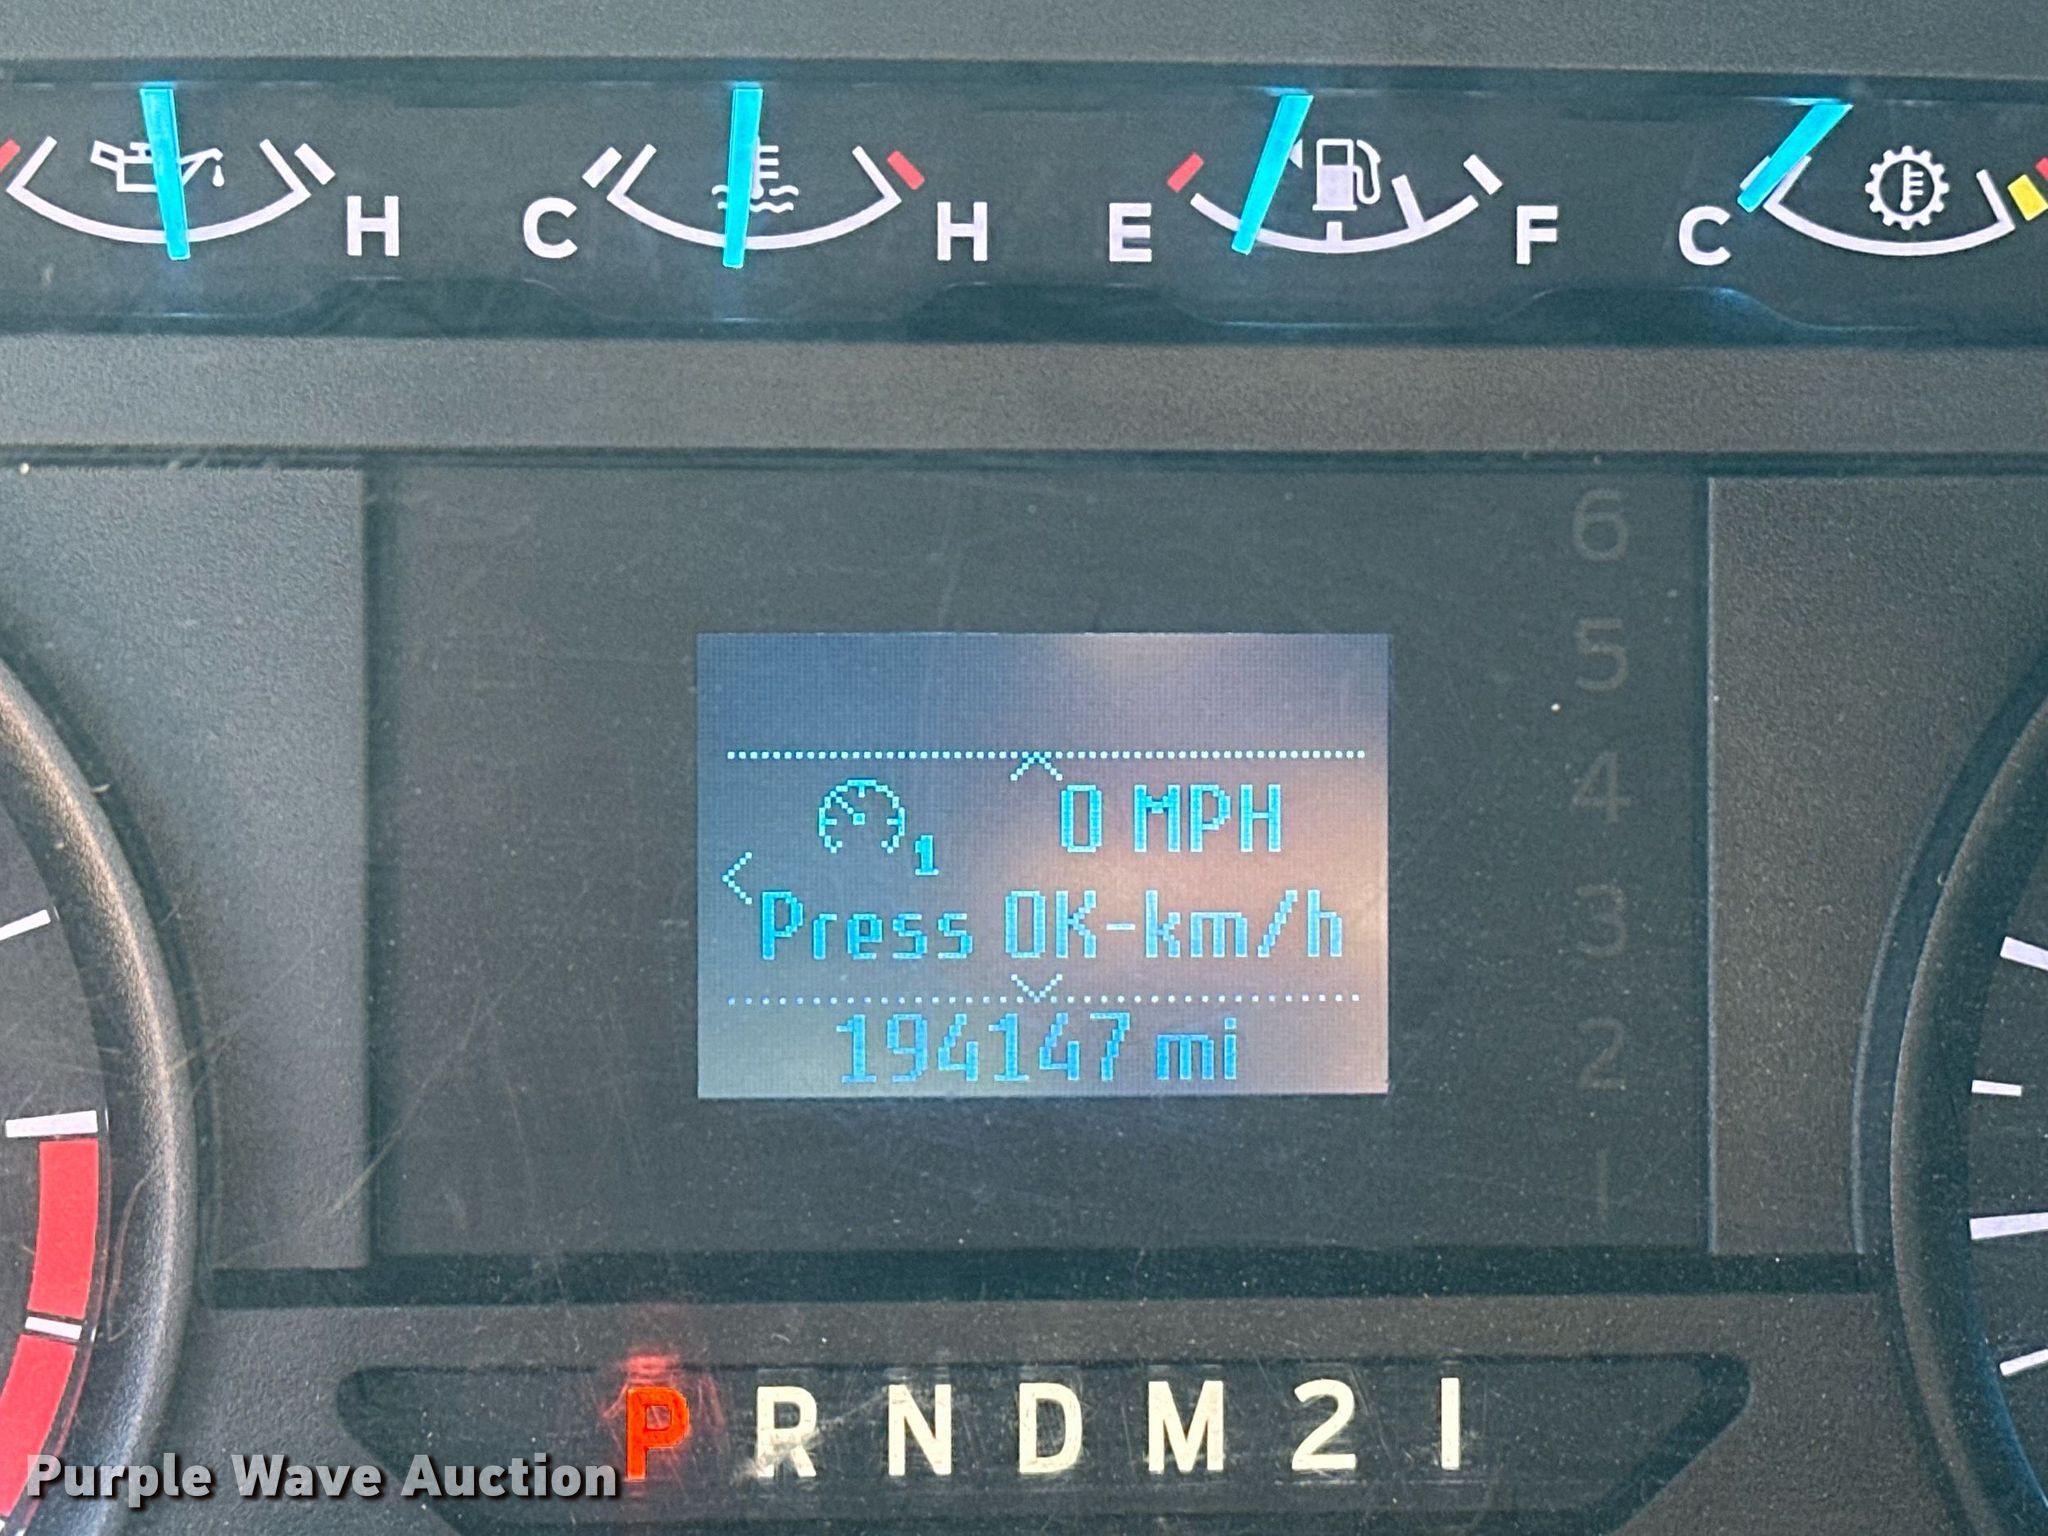 H C H E F C
6
5
4
0 MPH
1
Press OK-km/h
3
194147 mi
2
1
P R N D M 2 1
Purple Wave Auction